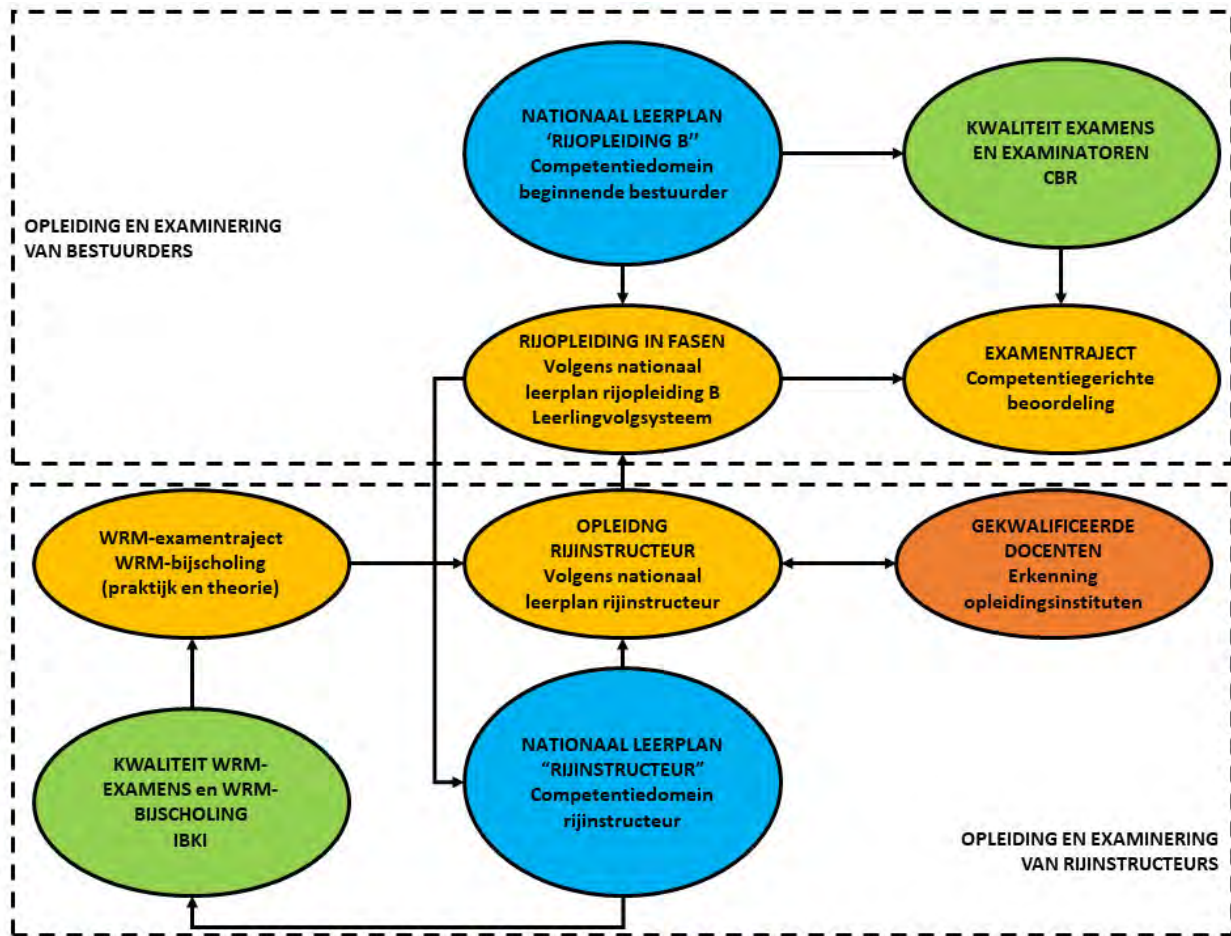 NATIONAAL LEERPLAN
‘RIJOPLEIDING B’’
Competentiedomein
beginnende bestuurder
KWALITEIT EXAMENS
EN EXAMINATOREN
CBR
OPLEIDING EN EXAMINERING
VAN BESTUURDERS
RIJOPLEIDING IN FASEN
Volgens nationaal
leerplan rijopleiding B
Leerlingvolgsysteem
EXAMENTRAJECT
Competentiegerichte
beoordeling
WRM-examentraject
WRM-bijscholing
(praktijk en theorie)
OPLEIDNG
RIJINSTRUCTEUR
Volgens nationaal
leerplan rijinstructeur
GEKWALIFICEERDE
DOCENTEN
Erkenning
opleidingsinstituten
KWALITEIT WRM-
EXAMENS en WRM-
BIJSCHOLING
IBKI
NATIONAAL LEERPLAN
“RIJINSTRUCTEUR”
Competentiedomein
rijinstructeur
OPLEIDING EN EXAMINERING
VAN RIJINSTRUCTEURS